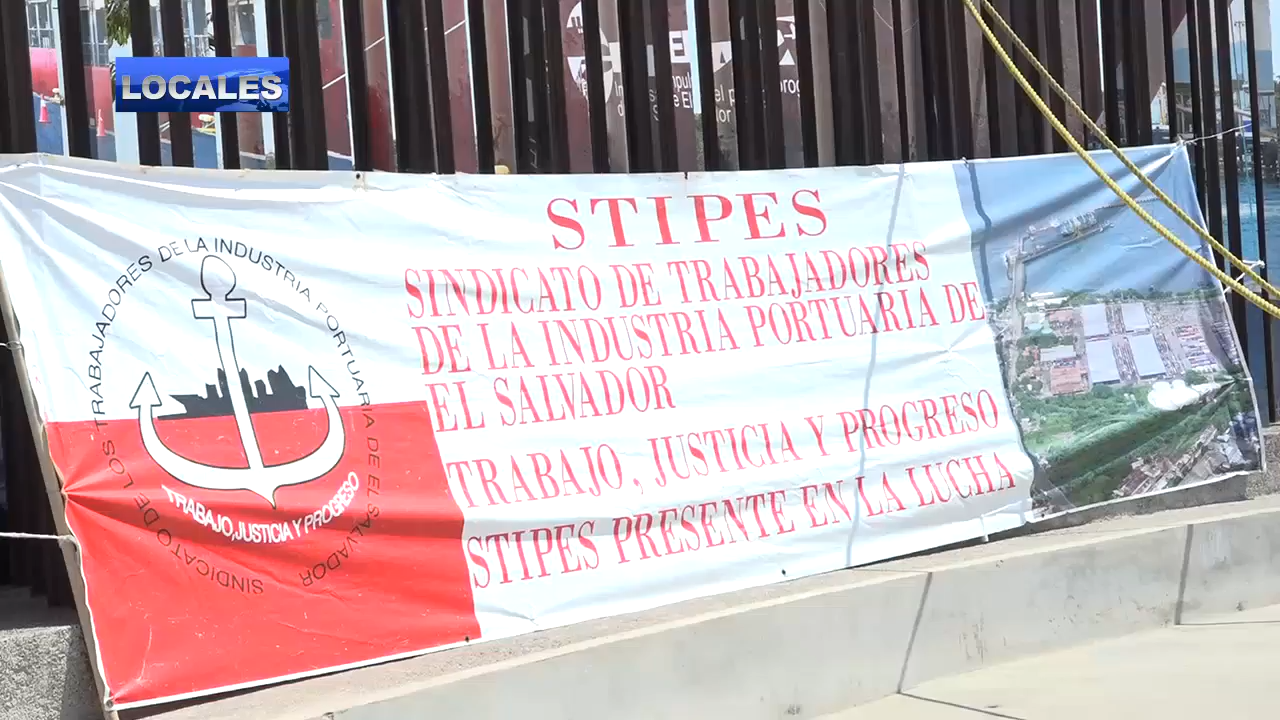 LOCALES
STIPES
SINDICATO DE TRABAJADORES
DE LA INDUSTRIA PORTUARIA DE
EL SALVADOR
TRABAJO, JUSTICIA Y PROGRESO
STIPES PRESENTE EN LA LUCHA
SINDICATO DE LOS TRABAJADORES DE LA INDUSTRIA PORTUARIA DE EL SALVADOR
TRABAJO, JUSTICIA Y PROGRESO